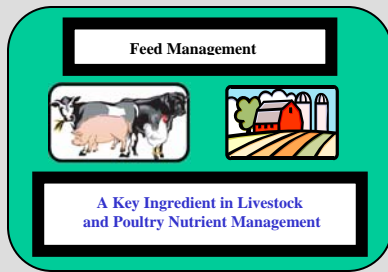 Feed Management
A Key Ingredient in Livestock
and Poultry Nutrient Management